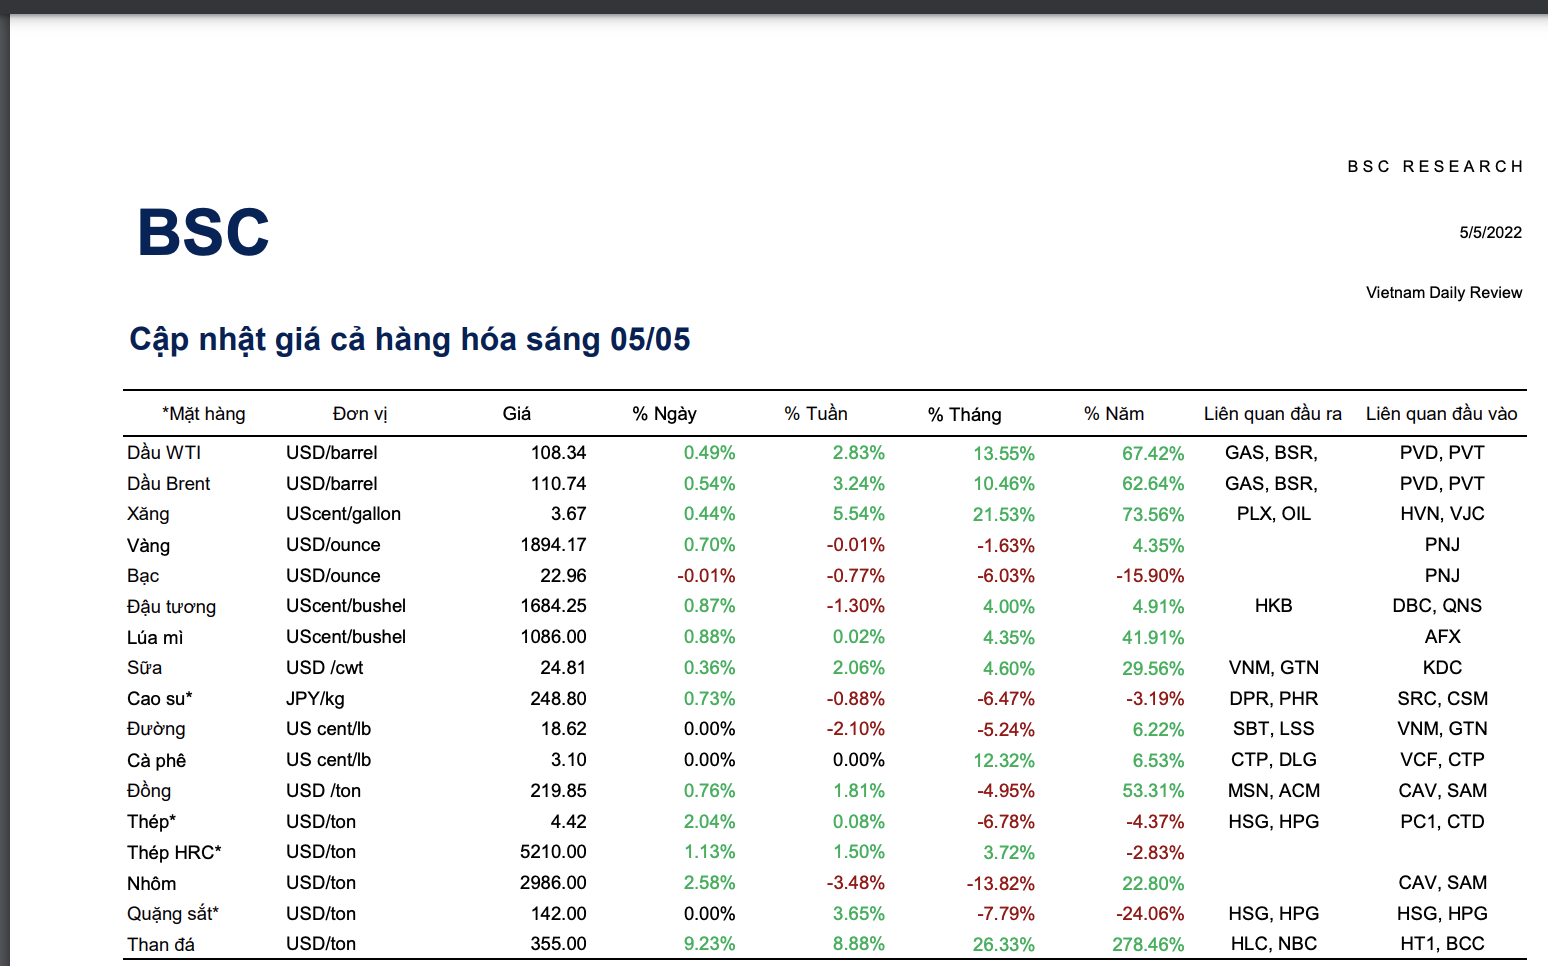 BSC RESEARCH
BSC
5/5/2022
Vietnam Daily Review
Cập nhật giá cả hàng hóa sáng 05/05
*Mặt hàng Đơn vị Giá % Ngày % Tuần % Tháng % Năm Liên quan đầu ra Liên quan đầu vào
Dầu WTI USD/barrel 108.34 0.49% 2.83% 13.55% 67.42% GAS, BSR, PVD, PVT
Dầu Brent USD/barrel 110.74 0.54% 3.24% 10.46% 62.64% GAS, BSR, PVD, PVT
Xăng UScent/gallon 3.67 0.44% 5.54% 21.53% 73.56% PLX, OIL HVN, VJC
Vàng USD/ounce 1894.17 0.70% -0.01% -1.63% 4.35% PNJ
Bạc USD/ounce 22.96 -0.01% -0.77% -6.03% -15.90% PNJ
Đậu tương UScent/bushel 1684.25 0.87% -1.30% 4.00% 4.91% HKB DBC, QNS
Lúa mì UScent/bushel 1086.00 0.88% 0.02% 4.35% 41.91% AFX
Sữa USD /cwt 24.81 0.36% 2.06% 4.60% 29.56% VNM, GTN KDC
Cao su* JPY/kg 248.80 0.73% -0.88% -6.47% -3.19% DPR, PHR SRC, CSM
Đường US cent/lb 18.62 0.00% -2.10% -5.24% 6.22% SBT, LSS VNM, GTN
Cà phê US cent/lb 3.10 0.00% 0.00% 12.32% 6.53% CTP, DLG VCF, CTP
Đồng USD /ton 219.85 0.76% 1.81% -4.95% 53.31% MSN, ACM CAV, SAM
Thép* USD/ton 4.42 2.04% 0.08% -6.78% -4.37% HSG, HPG PC1, CTD
Thép HRC* USD/ton 5210.00 1.13% 1.50% 3.72% -2.83%
Nhôm USD/ton 2986.00 2.58% -3.48% -13.82% 22.80% CAV, SAM
Quặng sắt* USD/ton 142.00 0.00% 3.65% -7.79% -24.06% HSG, HPG HSG, HPG
Than đá USD/ton 355.00 9.23% 8.88% 26.33% 278.46% HLC, NBC HT1, BCC